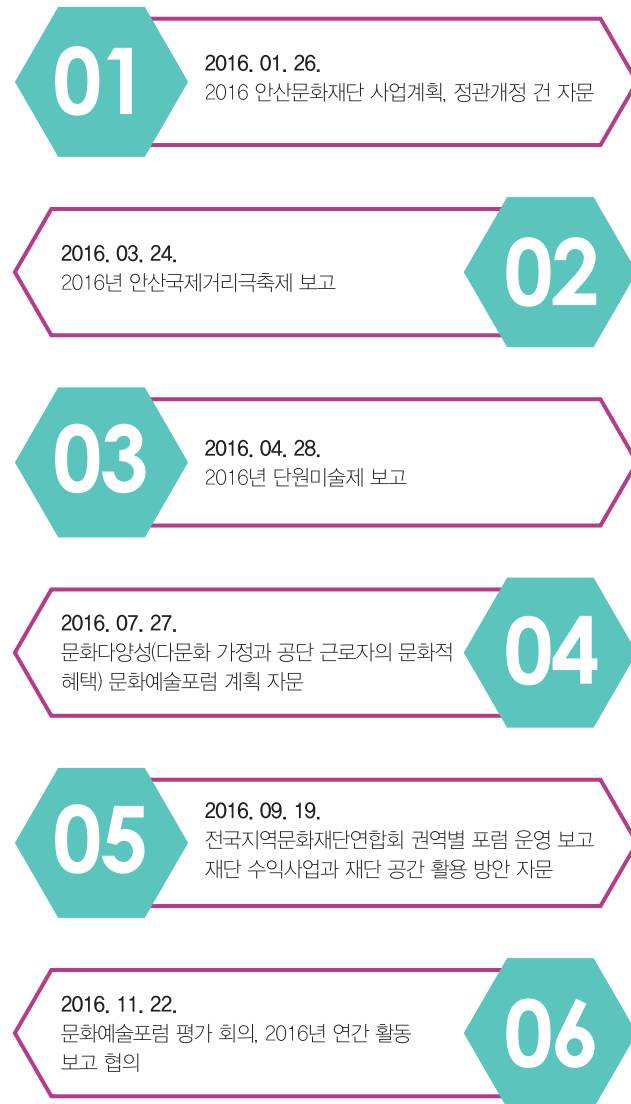 01
2016. 01. 26.
2016 안산문화재단 사업계획, 정관개정 건 자문
2016. 03. 24.
2016년 안산국제거리극축제 보고
02
03
2016. 04. 28.
2016년 단원미술제 보고
2016. 07. 27.
문화다양성(다문화 가정과 공단 근로자의 문화적
혜택) 문화예술포럼 계획 자문
04
05
2016. 09. 19.
전국지역문화재단연합회 권역별 포럼 운영 보고
재단 수익사업과 재단 공간 활용 방안 자문
2016. 11. 22.
문화예술포럼 평가 회의, 2016년 연간 활동
보고 협의
06